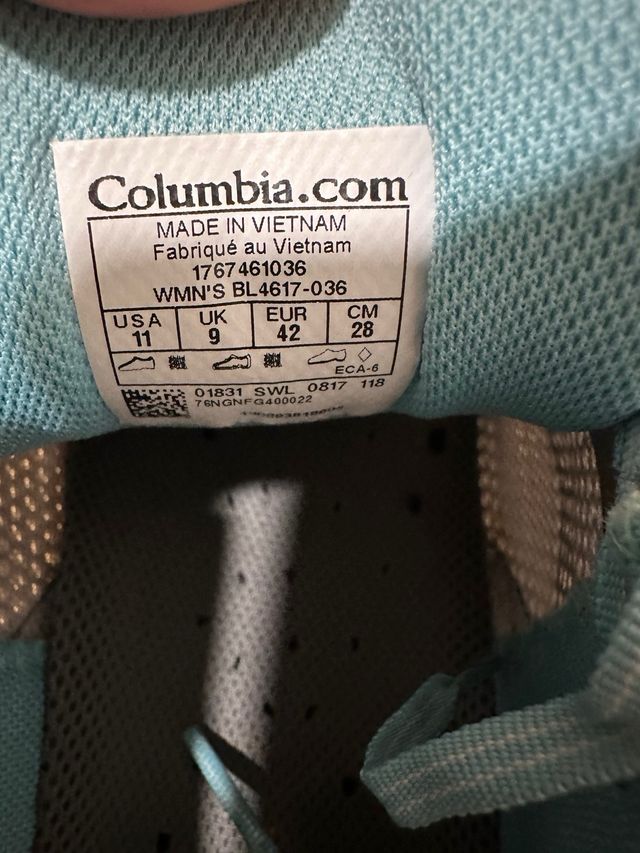 Columbia.com
MADE IN VIETNAM
Fabriqué au Vietnam
1767461036
WMN'S BL4617-036
USA UK EUR CM
11 9 42 28
ECA-6
01831 SWL 0817 118
76NGNFG400022